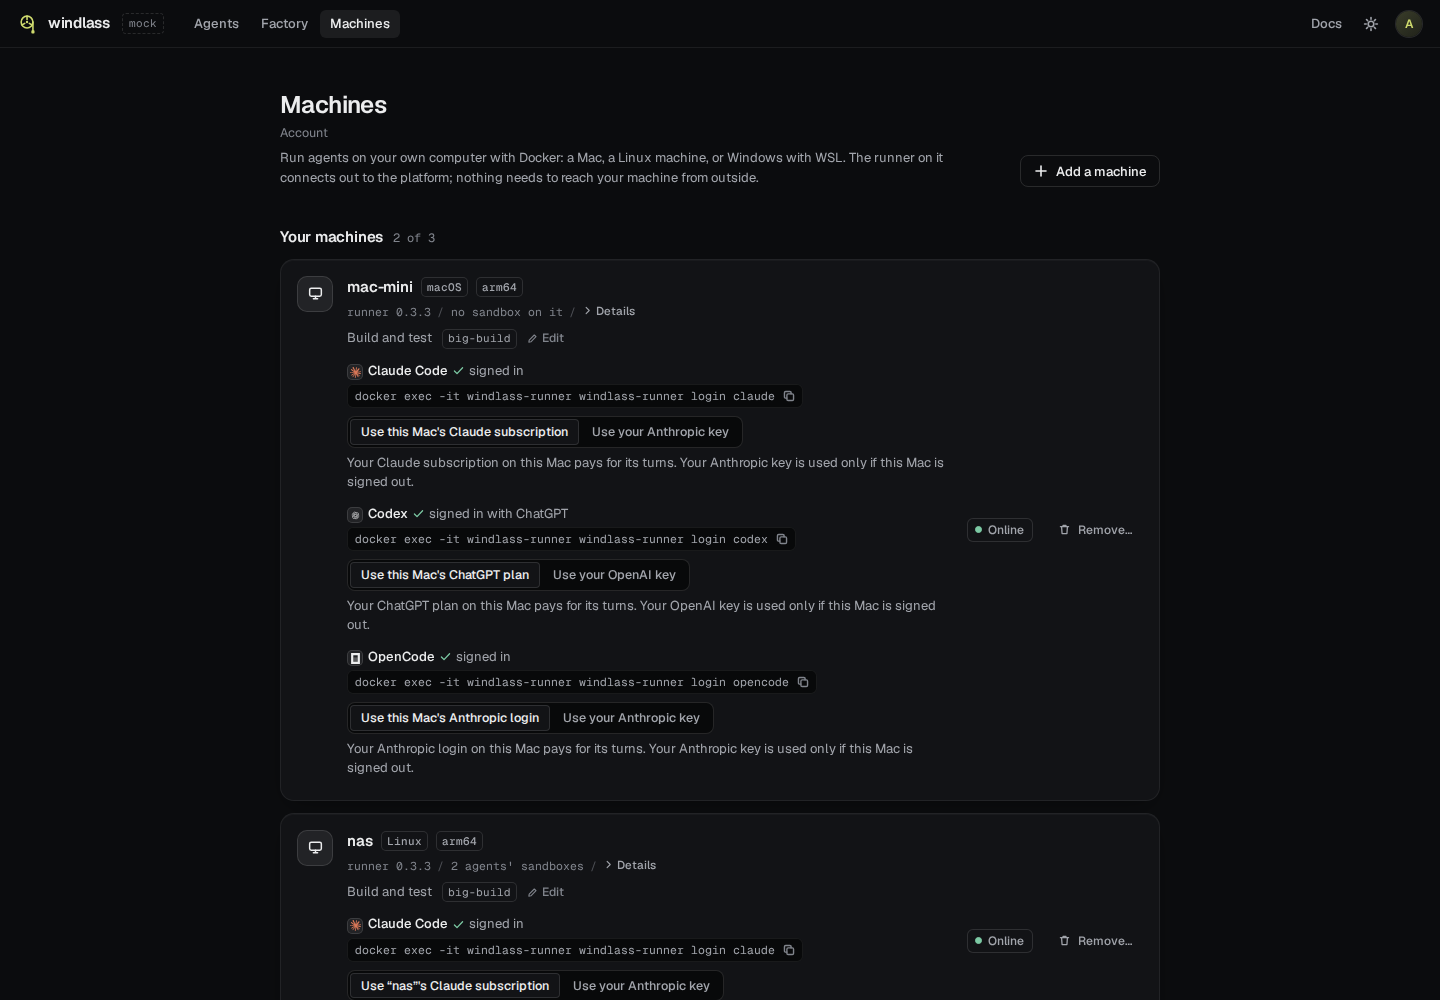 windlass mock Agents Factory Machines Docs A
Machines
Account
Run agents on your own computer with Docker: a Mac, a Linux machine, or Windows with WSL. The runner on it
connects out to the platform; nothing needs to reach your machine from outside.
Add a machine
Your machines 2 of 3
mac-mini macOS arm64
runner 0.3.3 / no sandbox on it / Details
Build and test big-build Edit
Claude Code signed in
docker exec -it windlass-runner windlass-runner login claude
Use this Mac's Claude subscription Use your Anthropic key
Your Claude subscription on this Mac pays for its turns. Your Anthropic key is used only if this Mac is
signed out.
Codex signed in with ChatGPT
docker exec -it windlass-runner windlass-runner login codex
Online Remove…
Use this Mac's ChatGPT plan Use your OpenAI key
Your ChatGPT plan on this Mac pays for its turns. Your OpenAI key is used only if this Mac is signed
out.
OpenCode signed in
docker exec -it windlass-runner windlass-runner login opencode
Use this Mac's Anthropic login Use your Anthropic key
Your Anthropic login on this Mac pays for its turns. Your Anthropic key is used only if this Mac is
signed out.
nas Linux arm64
runner 0.3.3 / 2 agents' sandboxes / Details
Build and test big-build Edit
Claude Code signed in
docker exec -it windlass-runner windlass-runner login claude
Online Remove…
Use “nas”'s Claude subscription Use your Anthropic key